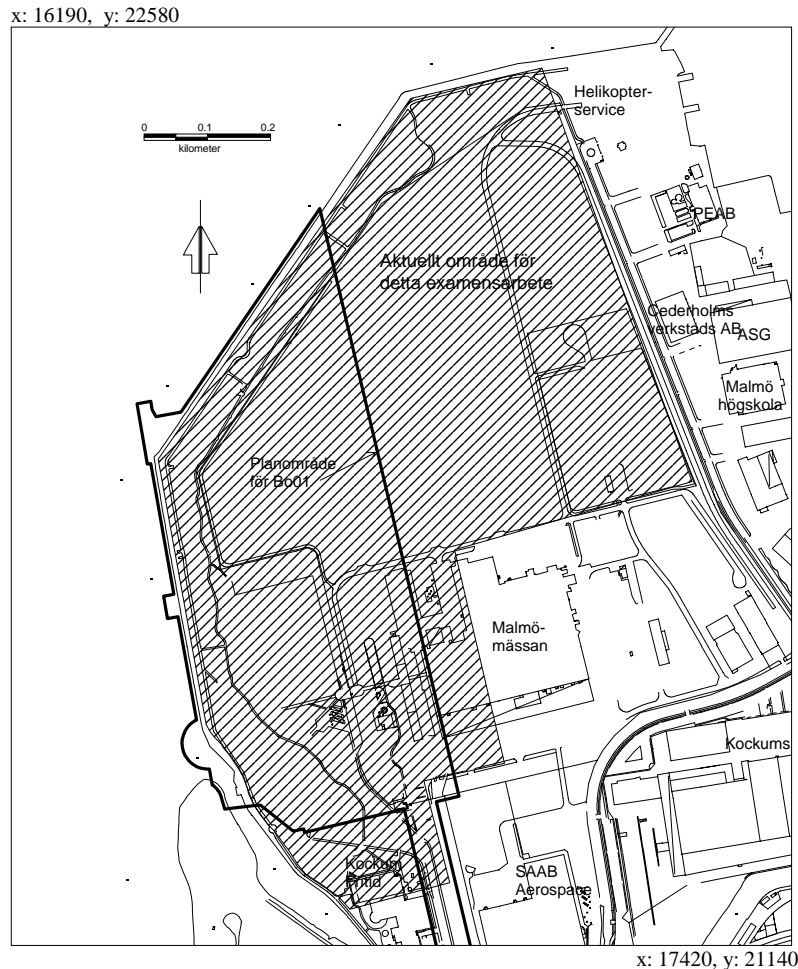 x: 16190, y: 22580
Helikopter-
service
0 0.1 0.2
kilometer
PEAB
Aktuellt område för
detta examensarbete
Cederholms
verkstads AB
ASG
Malmö
högskola
Planområde
för Bo01
Malmö-
mässan
Kockums
Kockum
Fritid
SAAB
Aerospace
x: 17420, y: 21140